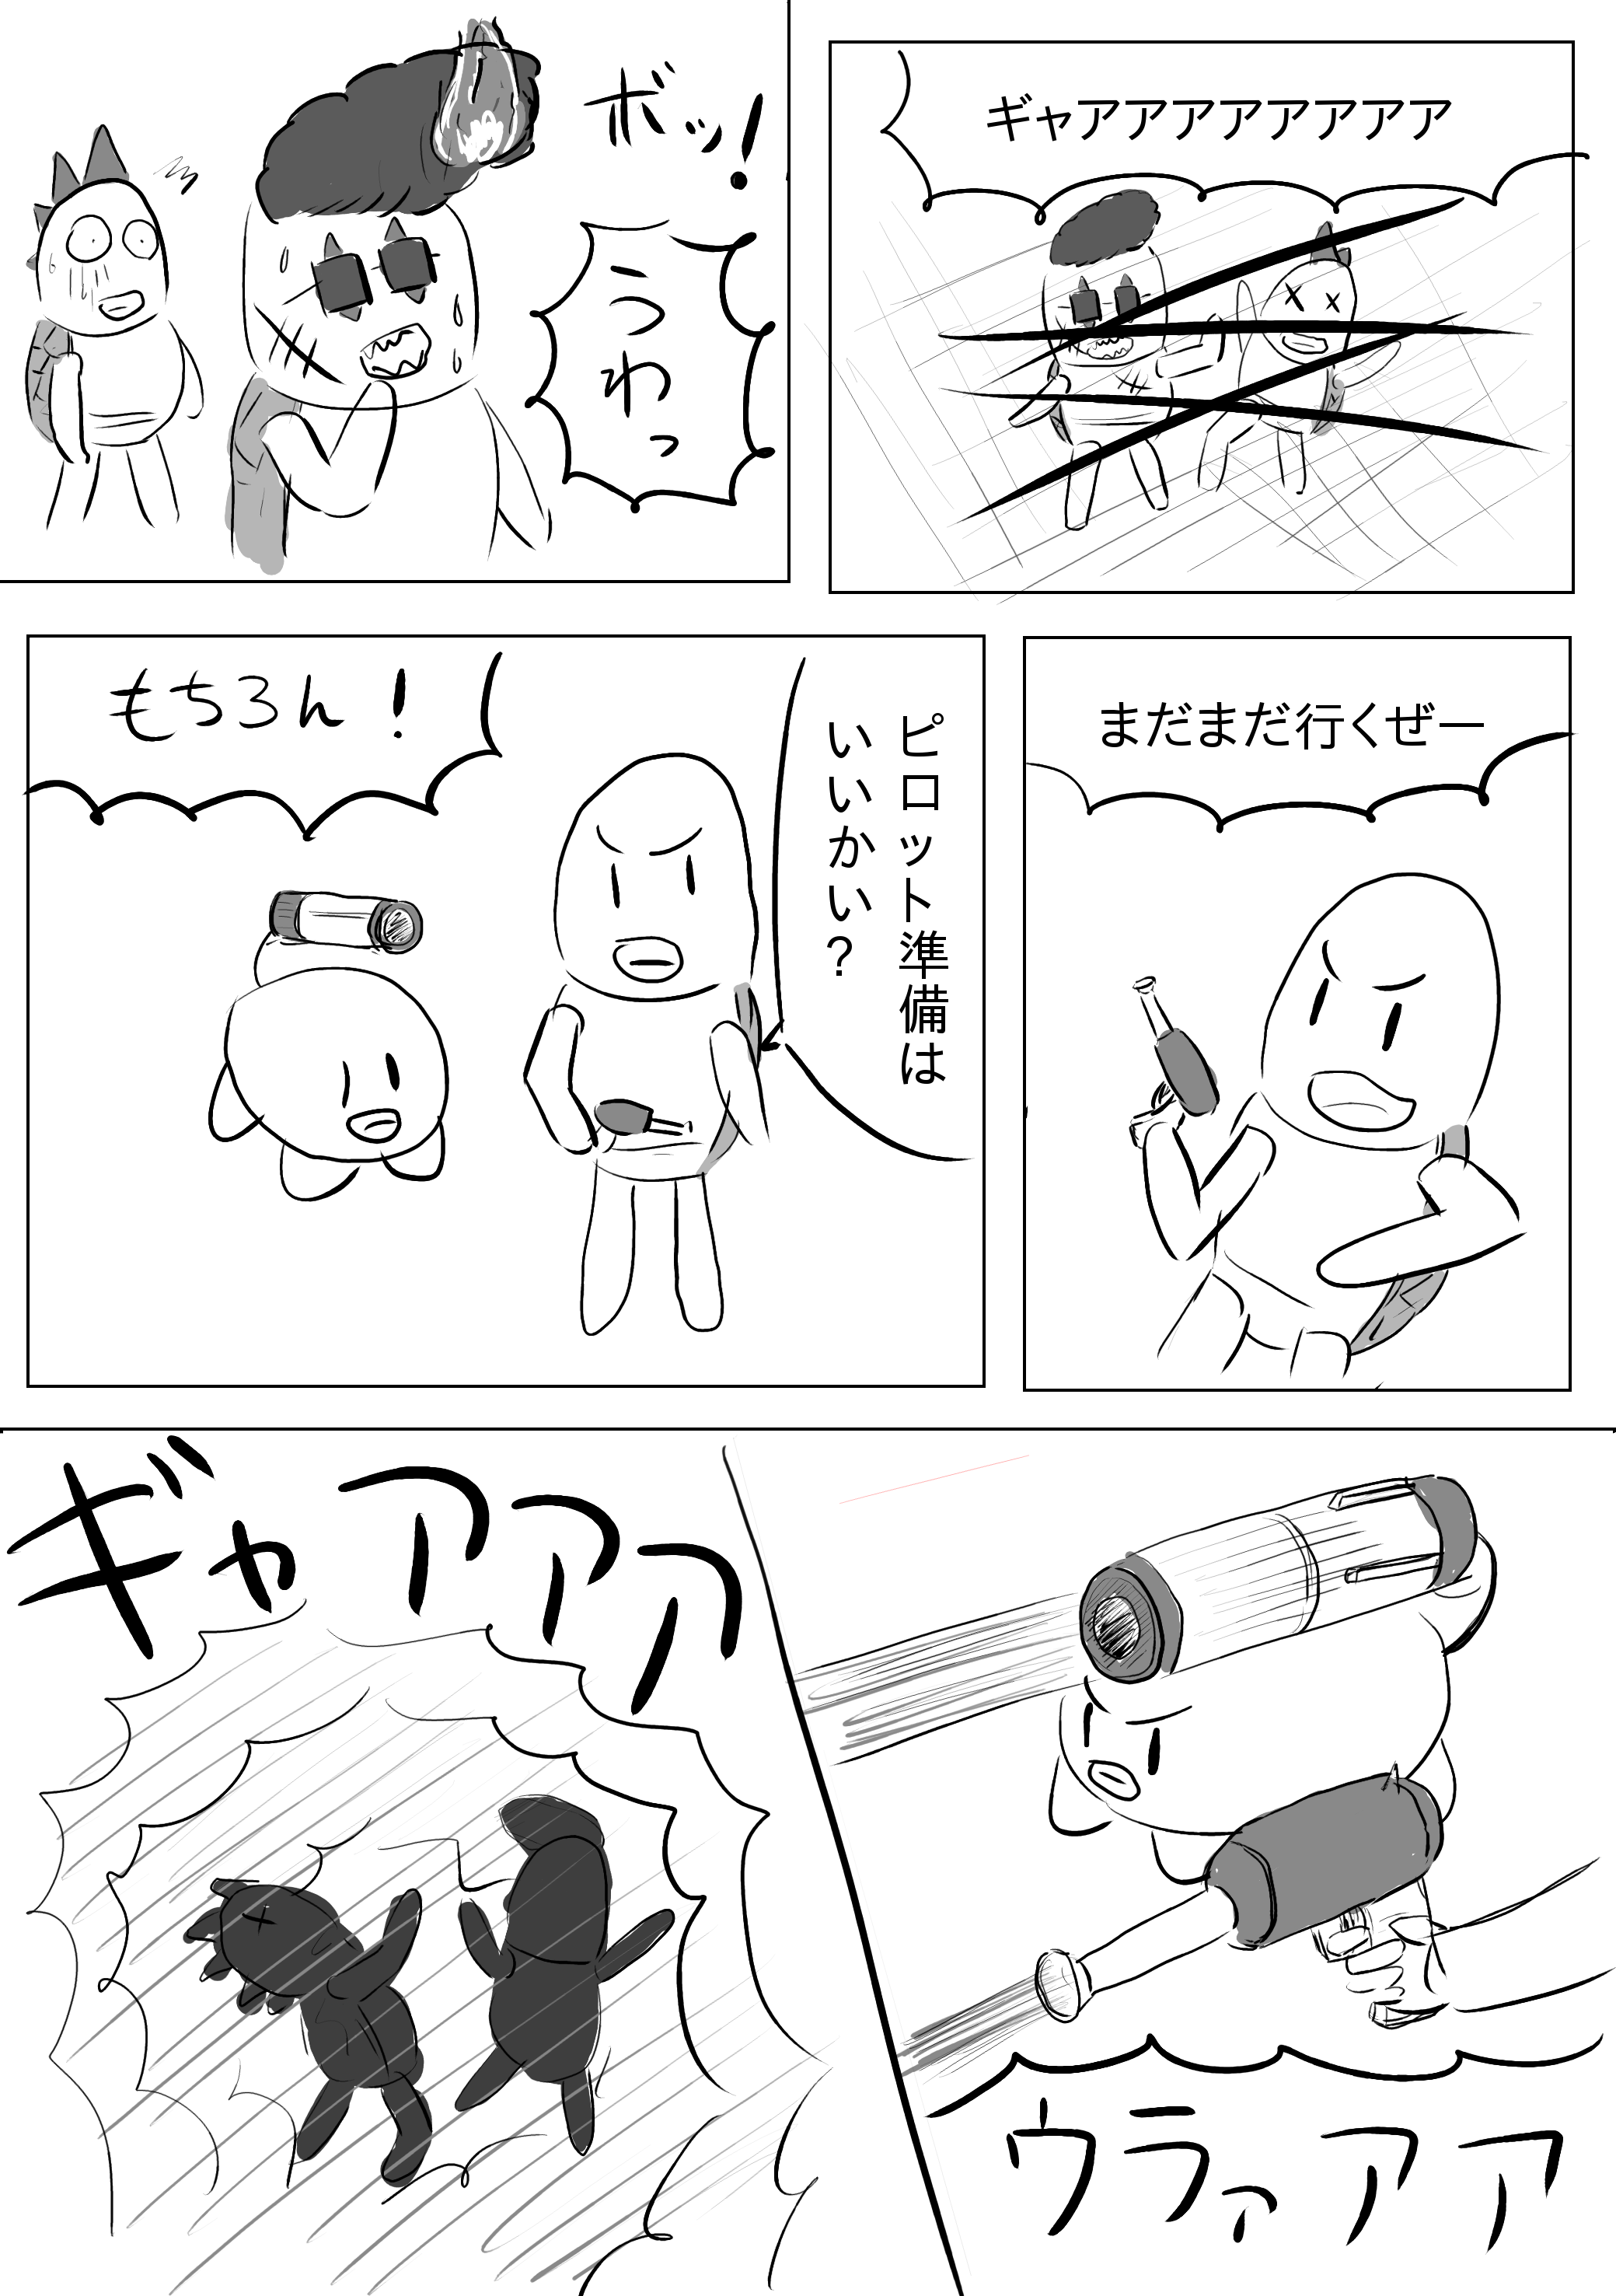 ギャアアアアアアアア
ボッ!
うわっ
まだまだ行くぜー
ピロット準備は
いいかい?
もちろん!
ウラァアア
ギャアアア